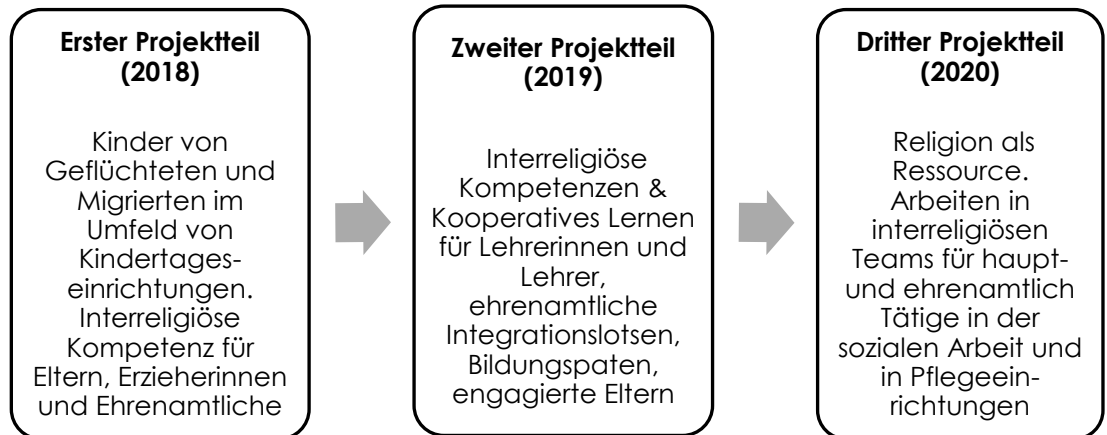 Erster Projektteil
(2018)
Kinder von
Geflüchteten und
Migrierten im
Umfeld von
Kindertages-
einrichtungen.
Interreligiöse
Kompetenz für
Eltern, Erzieherinnen
und Ehrenamtliche
Zweiter Projektteil
(2019)
Interreligiöse
Kompetenzen &
Kooperatives Lernen
für Lehrerinnen und
Lehrer,
ehrenamtliche
Integrationslotsen,
Bildungspaten,
engagierte Eltern
Dritter Projektteil
(2020)
Religion als
Ressource.
Arbeiten in
interreligiösen
Teams für haupt-
und ehrenamtlich
Tätige in der
sozialen Arbeit und
in Pflegeein-
richtungen